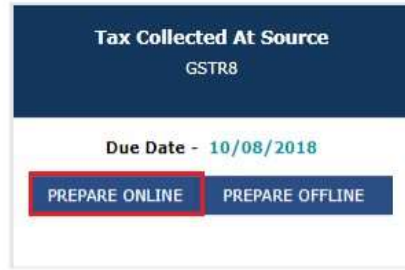 Tax Collected At Source
GSTR8
Due Date - 10/08/2018
PREPARE ONLINE PREPARE OFFLINE